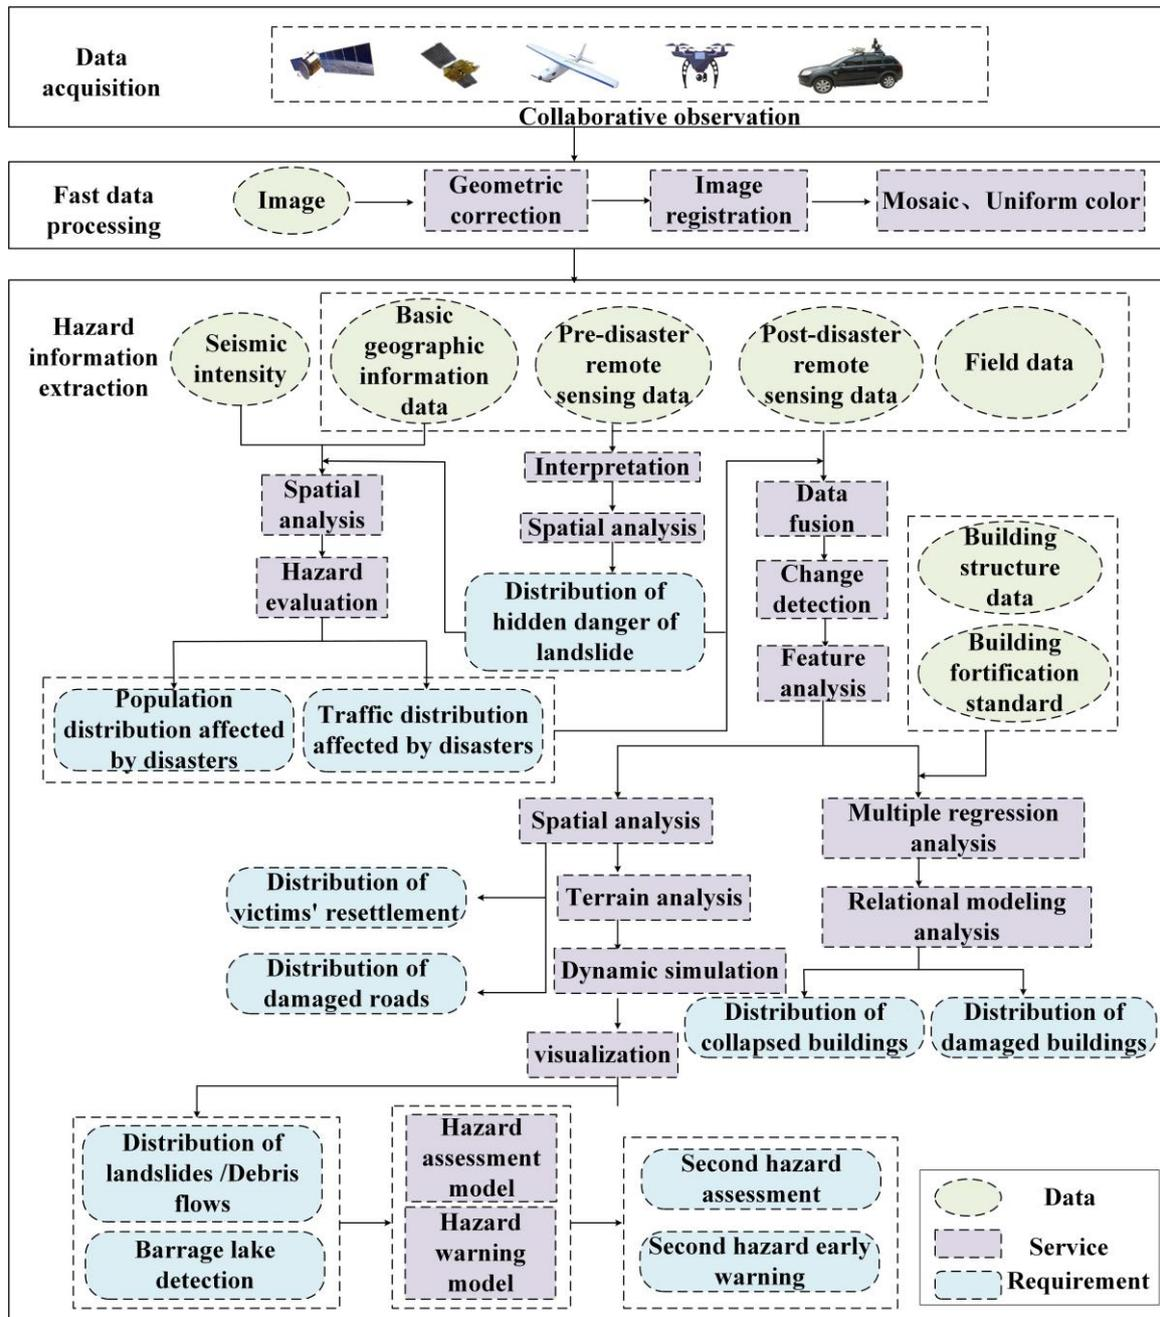 Data
acquisition
Collaborative observation
Fast data
processing
Image
Geometric
correction
Image
registration
Mosaic、Uniform color
Hazard
information
extraction
Seismic
intensity
Basic
geographic
information
data
Pre-disaster
remote
sensing data
Post-disaster
remote
sensing data
Field data
Spatial
analysis
Hazard
evaluation
Interpretation
Spatial analysis
Distribution of
hidden danger of
landslide
Data
fusion
Change
detection
Feature
analysis
Building
structure
data
Building
fortification
standard
Population
distribution affected
by disasters
Traffic distribution
affected by disasters
Spatial analysis
Multiple regression
analysis
Distribution of
victims' resettlement
Terrain analysis
Relational modeling
analysis
Distribution of
damaged roads
Dynamic simulation
Distribution of
collapsed buildings
Distribution of
damaged buildings
visualization
Distribution of
landslides /Debris
flows
Barrage lake
detection
Hazard
assessment
model
Hazard
warning
model
Second hazard
assessment
Second hazard early
warning
Data
Service
Requirement